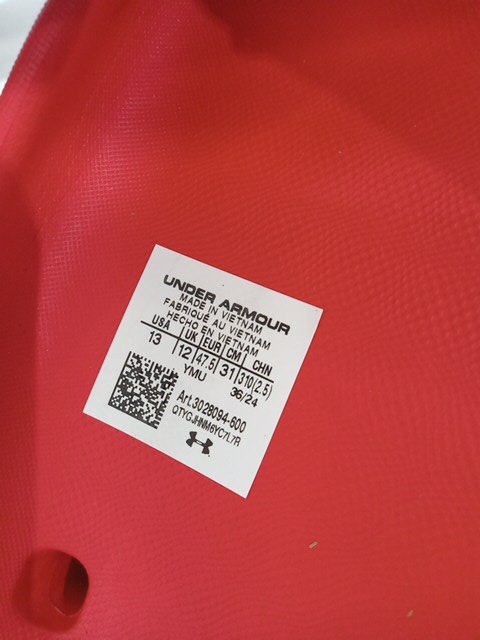 UNDER ARMOUR
MADE IN VIETNAM
FABRIQUÉ AU VIETNAM
HECHO EN VIETNAM
USA UK EUR CM CHN
13 12 47.5 31 310(2.5)
YMU 36/24
Art.3028094-600
QTYGJHNM6YC7L7R